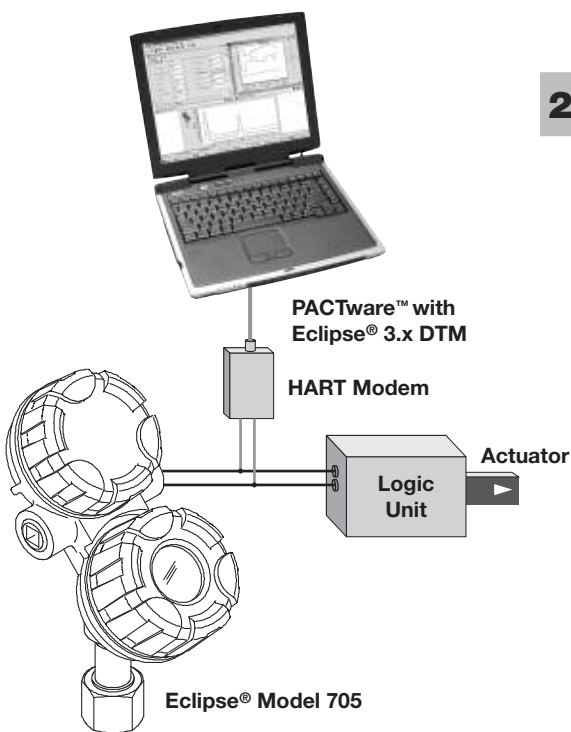 2
PACTware™ with
Eclipse® 3.x DTM
HART Modem
Actuator
Logic
Unit
Eclipse® Model 705